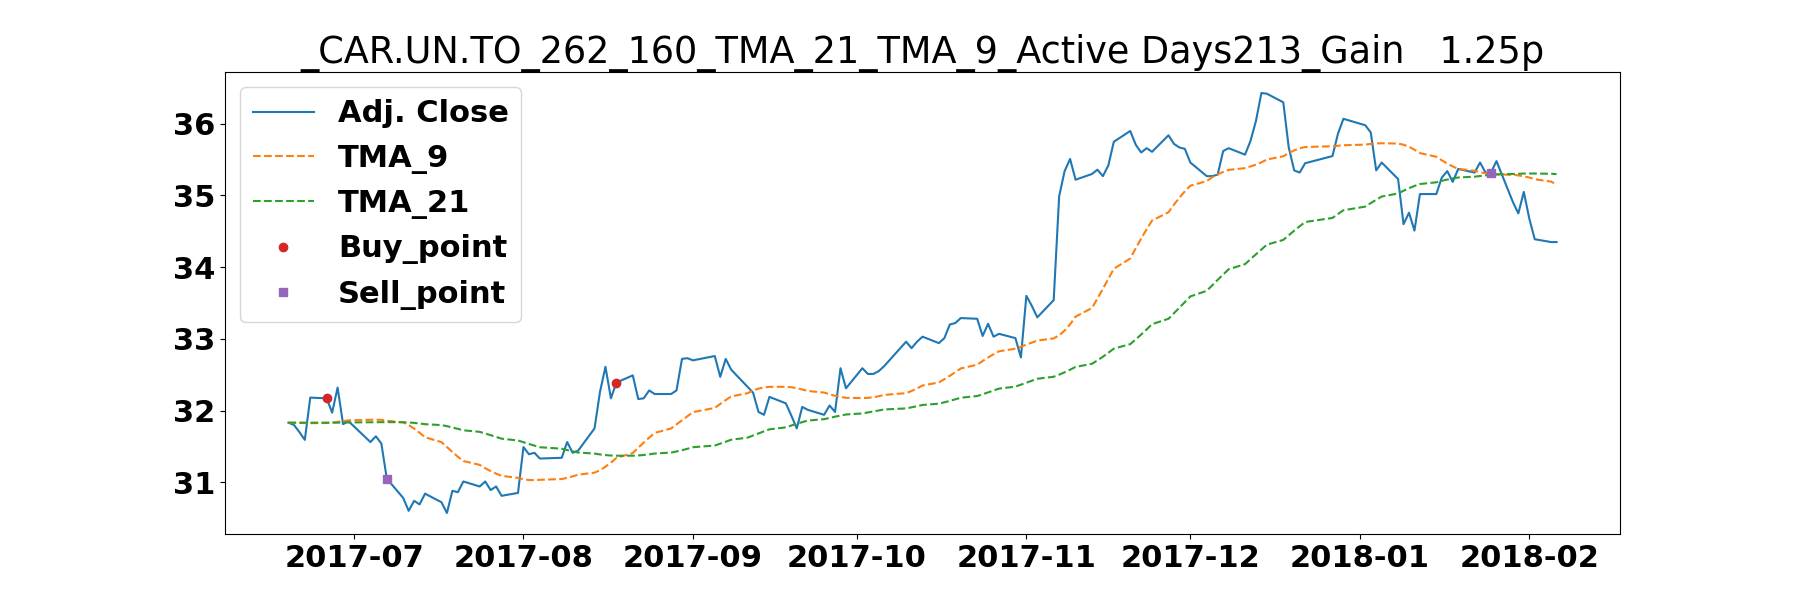 _CAR.UN.TO_262_160_TMA_21_TMA_9_Active Days213_Gain   1.25p
Adj. Close
TMA_9
TMA_21
Buy_point
Sell_point
36
35
34
33
32
31
2017-07 2017-08 2017-09 2017-10 2017-11 2017-12 2018-01 2018-02